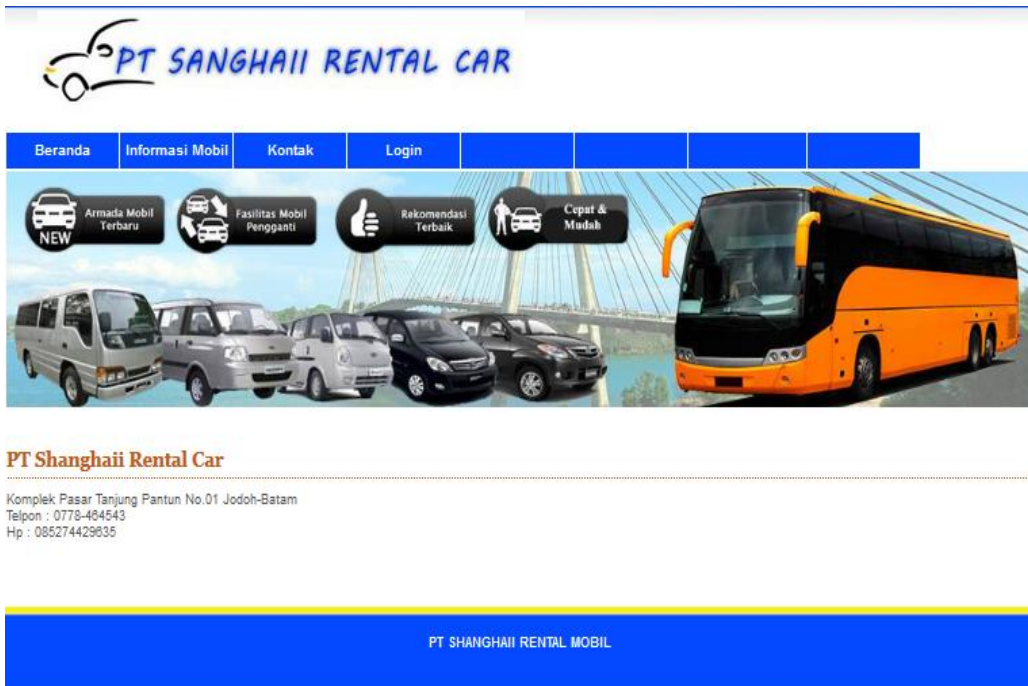 PT SANGHAII RENTAL CAR
Beranda Informasi Mobil Kontak Login
NEW
Armada Mobil
Terbaru
Fasilitas Mobil
Pengganti
Rekomendasi
Terbaik
Cepat &
Mudah
PT Shanghaii Rental Car
Komplek Pasar Tanjung Pantun No.01 Jodoh-Batam
Telpon : 0778-464543
Hp : 085274429635
PT SHANGHAII RENTAL MOBIL